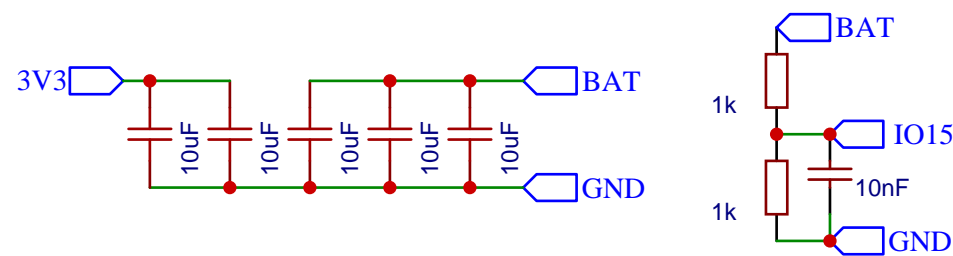 3V3
10uF
10uF
10uF
10uF
10uF
BAT
GND
BAT
1k
IO15
10nF
1k
GND